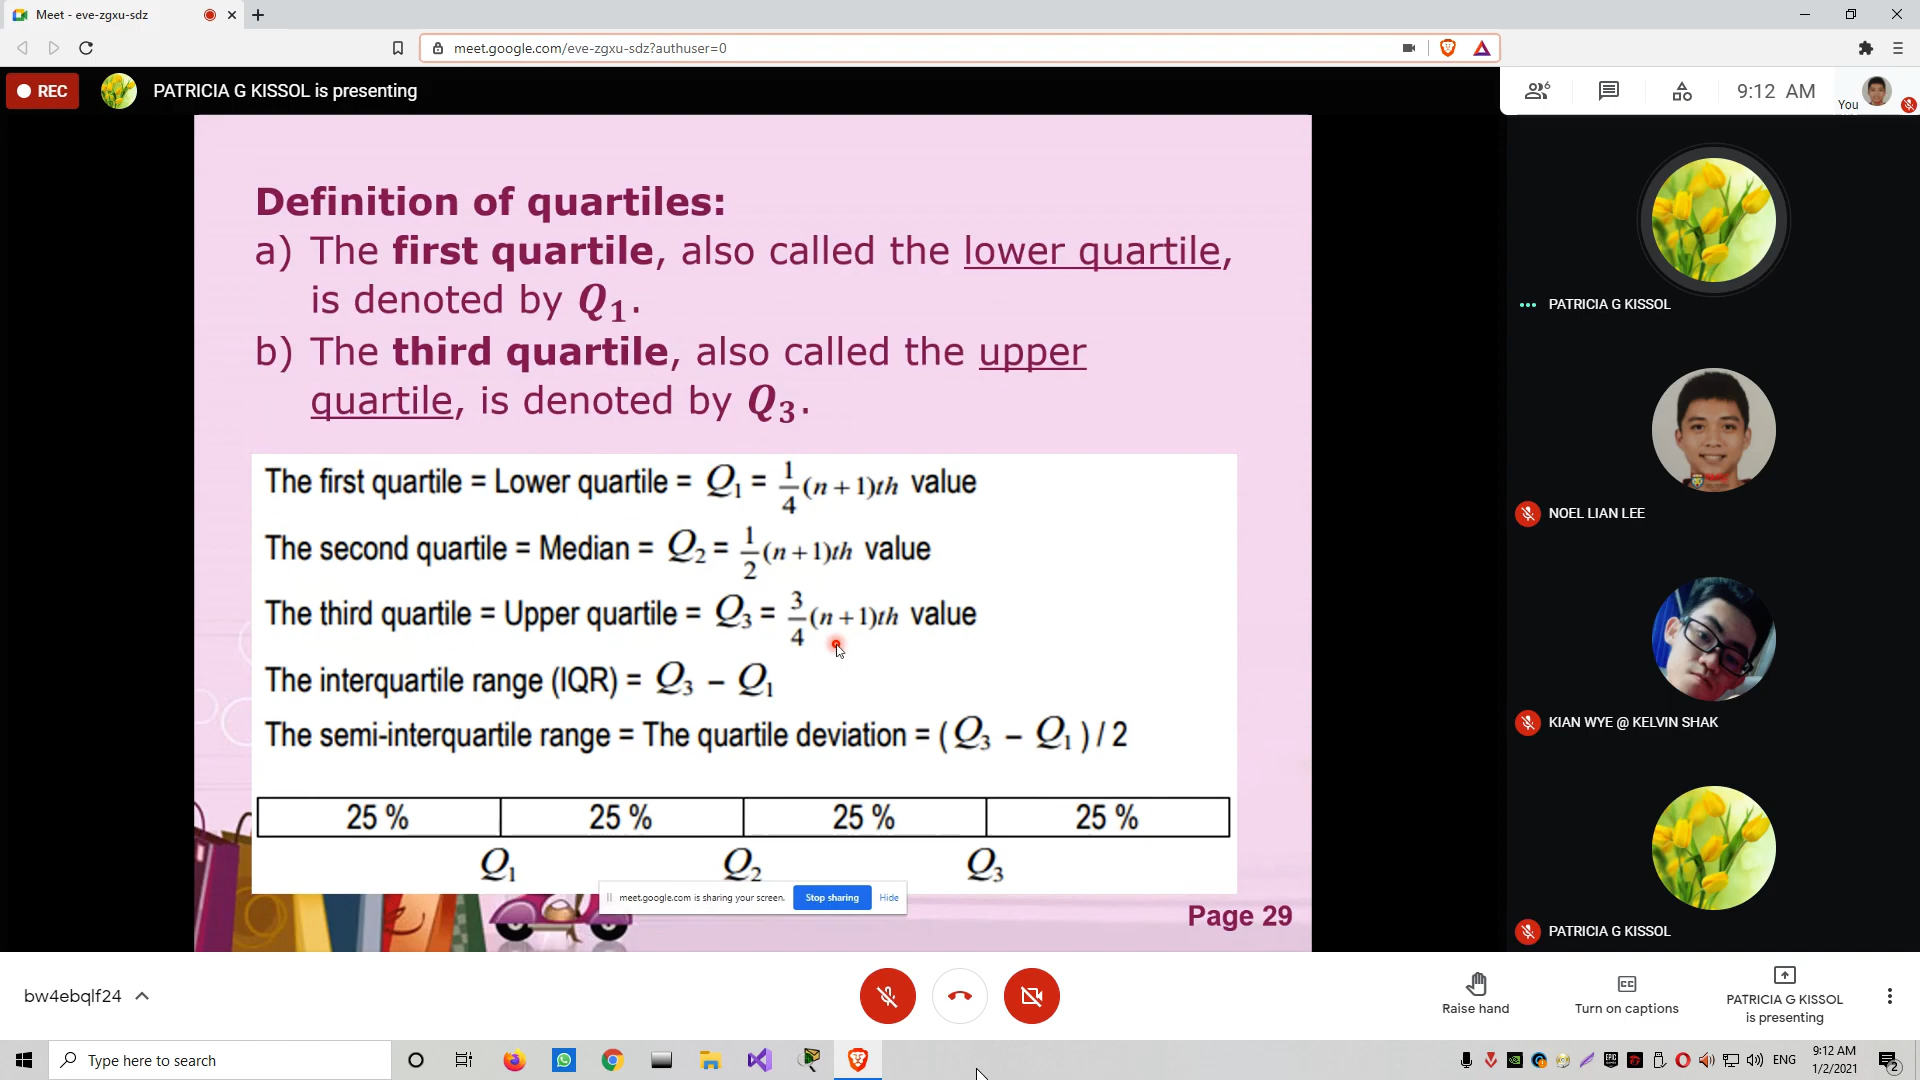 Meet - eve-zgxu-sdz
meet.google.com/eve-zgxu-sdz?authuser=0
REC
PATRICIA G KISSOL is presenting
6
9:12 AM
You
Definition of quartiles:
a) The first quartile, also called the lower quartile,
is denoted by Q1.
b) The third quartile, also called the upper
quartile, is denoted by Q3.
The first quartile = Lower quartile = Q1 = 1/4 (n + 1)th value
The second quartile = Median = Q2 = 1/2 (n + 1)th value
The third quartile = Upper quartile = Q3 = 3/4 (n + 1)th value
The interquartile range (IQR) = Q3 – Q1
The semi-interquartile range = The quartile deviation = (Q3 – Q1) / 2
25 % 25 % 25 % 25 %
Q1 Q2 Q3
meet.google.com is sharing your screen. Stop sharing Hide
Page 29
PATRICIA G KISSOL
NOEL LIAN LEE
KIAN WYE @ KELVIN SHAK
PATRICIA G KISSOL
bw4ebqlf24
Raise hand
Turn on captions
PATRICIA G KISSOL
is presenting
Type here to search
ENG
9:12 AM
1/2/2021
2